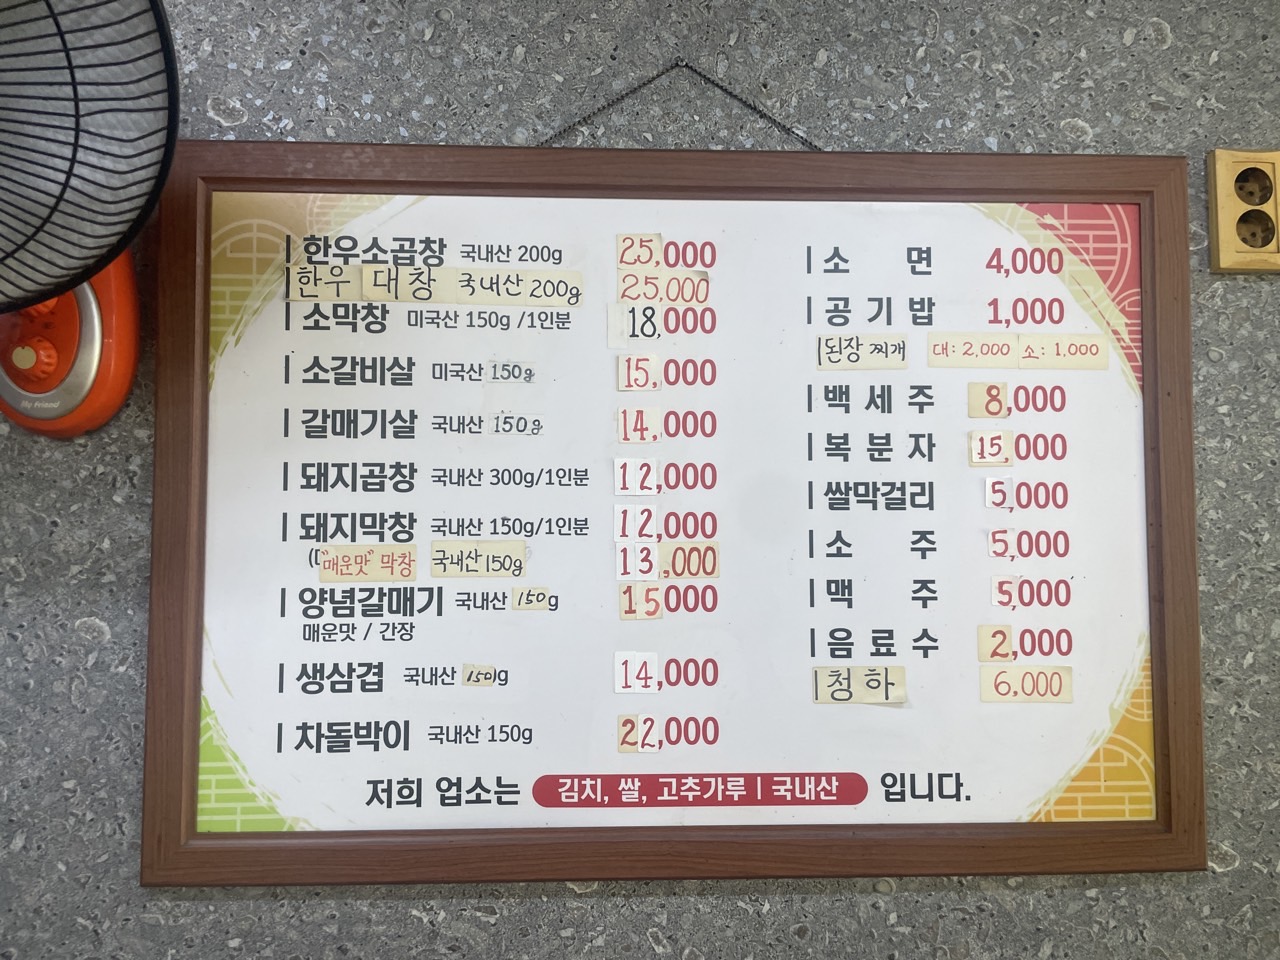 한우소곱창 국내산 200g 25,000
한우 대창 국내산 200g 25,000
소막창 미국산 150g /1인분 18,000
소갈비살 미국산 150g 15,000
갈매기살 국내산 150g 14,000
돼지곱창 국내산 300g/1인분 12,000
돼지막창 국내산 150g/1인분 12,000
"매운맛" 막창 국내산 150g 13,000
양념갈매기 국내산 150g 15000
매운맛 / 간장
생삼겹 국내산 150g 14,000
차돌박이 국내산 150g 22,000
소 면 4,000
공 기 밥 1,000
된장 찌개 대: 2,000 소: 1,000
백 세 주 8,000
복 분 자 15,000
쌀막걸리 5,000
소 주 5,000
맥 주 5,000
음 료 수 2,000
청하 6,000
저희 업소는 김치, 쌀, 고추가루 | 국내산 입니다.
My Friend